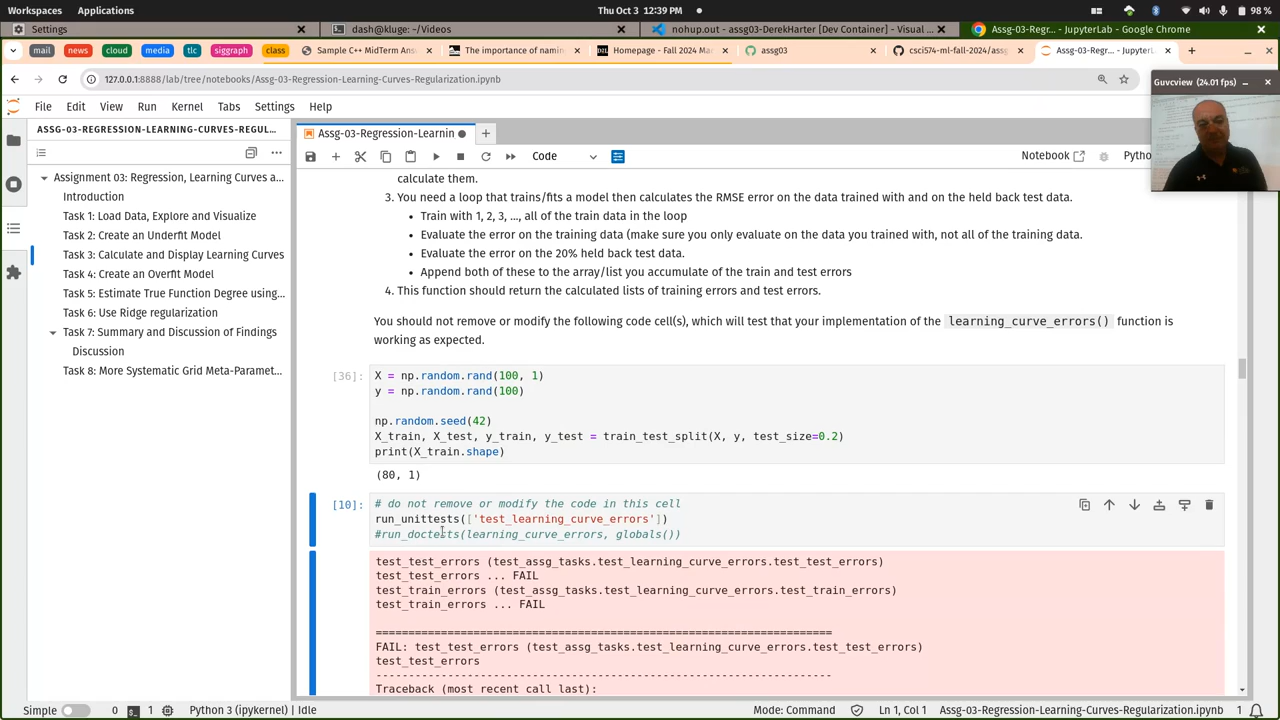 Workspaces Applications Thu Oct 3 12:39 PM 98 %
Settings dash@kluge: ~/Videos nohup.out - assg03-DerekHarter [Dev Container] - Visual ... Assg-03-Regr... - JupyterLab - Google Chrome
mail news cloud media tlc siggraph class Sample C++ MidTerm An The importance of namin Homepage - Fall 2024 Ma assg03 csci574-ml-fall-2024/ass Assg-03-Regr... - Jupyter
127.0.0.1:8888/lab/tree/notebooks/Assg-03-Regression-Learning-Curves-Regularization.ipynb
Guvcview (24.01 fps)
File Edit View Run Kernel Tabs Settings Help
ASSG-03-REGRESSION-LEARNING-CURVES-REGUL...
Assg-03-Regression-Learnin
Code
Notebook
Pytho
Assignment 03: Regression, Learning Curves a
Introduction
Task 1: Load Data, Explore and Visualize
Task 2: Create an Underfit Model
Task 3: Calculate and Display Learning Curves
Task 4: Create an Overfit Model
Task 5: Estimate True Function Degree using...
Task 6: Use Ridge regularization
Task 7: Summary and Discussion of Findings
Discussion
Task 8: More Systematic Grid Meta-Paramet...
calculate them.
3. You need a loop that trains/fits a model then calculates the RMSE error on the data trained with and on the held back test data.
• Train with 1, 2, 3, ..., all of the train data in the loop
• Evaluate the error on the training data (make sure you only evaluate on the data you trained with, not all of the training data.
• Evaluate the error on the 20% held back test data.
• Append both of these to the array/list you accumulate of the train and test errors
4. This function should return the calculated lists of training errors and test errors.
You should not remove or modify the following code cell(s), which will test that your implementation of the learning_curve_errors() function is
working as expected.
[36]: X = np.random.rand(100, 1)
y = np.random.rand(100)
np.random.seed(42)
X_train, X_test, y_train, y_test = train_test_split(X, y, test_size=0.2)
print(X_train.shape)
(80, 1)
[10]: # do not remove or modify the code in this cell
run_unittests(['test_learning_curve_errors'])
#run_doctests(learning_curve_errors, globals())
test_test_errors (test_assg_tasks.test_learning_curve_errors.test_test_errors)
test_test_errors ... FAIL
test_train_errors (test_assg_tasks.test_learning_curve_errors.test_train_errors)
test_train_errors ... FAIL
======================================================================
FAIL: test_test_errors (test_assg_tasks.test_learning_curve_errors.test_test_errors)
test_test_errors
----------------------------------------------------------------------
Traceback (most recent call last):
Simple 0 1 Python 3 (ipykernel) | Idle Mode: Command Ln 1, Col 1 Assg-03-Regression-Learning-Curves-Regularization.ipynb 1